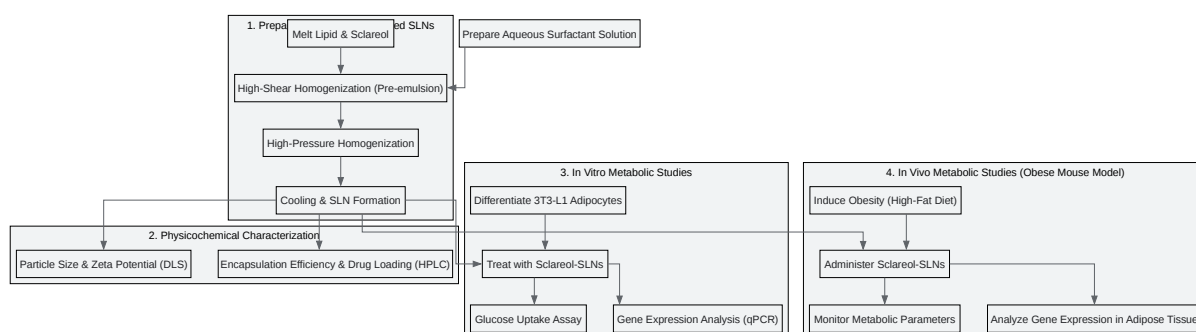 1. Prepa
ed SLNs
Melt Lipid & Sclareol
Prepare Aqueous Surfactant Solution
High-Shear Homogenization (Pre-emulsion)
High-Pressure Homogenization
Cooling & SLN Formation
2. Physicochemical Characterization
Particle Size & Zeta Potential (DLS)
Encapsulation Efficiency & Drug Loading (HPLC)
3. In Vitro Metabolic Studies
Differentiate 3T3-L1 Adipocytes
Treat with Sclareol-SLNs
Glucose Uptake Assay
Gene Expression Analysis (qPCR)
4. In Vivo Metabolic Studies (Obese Mouse Model)
Induce Obesity (High-Fat Diet)
Administer Sclareol-SLNs
Monitor Metabolic Parameters
Analyze Gene Expression in Adipose Tissue